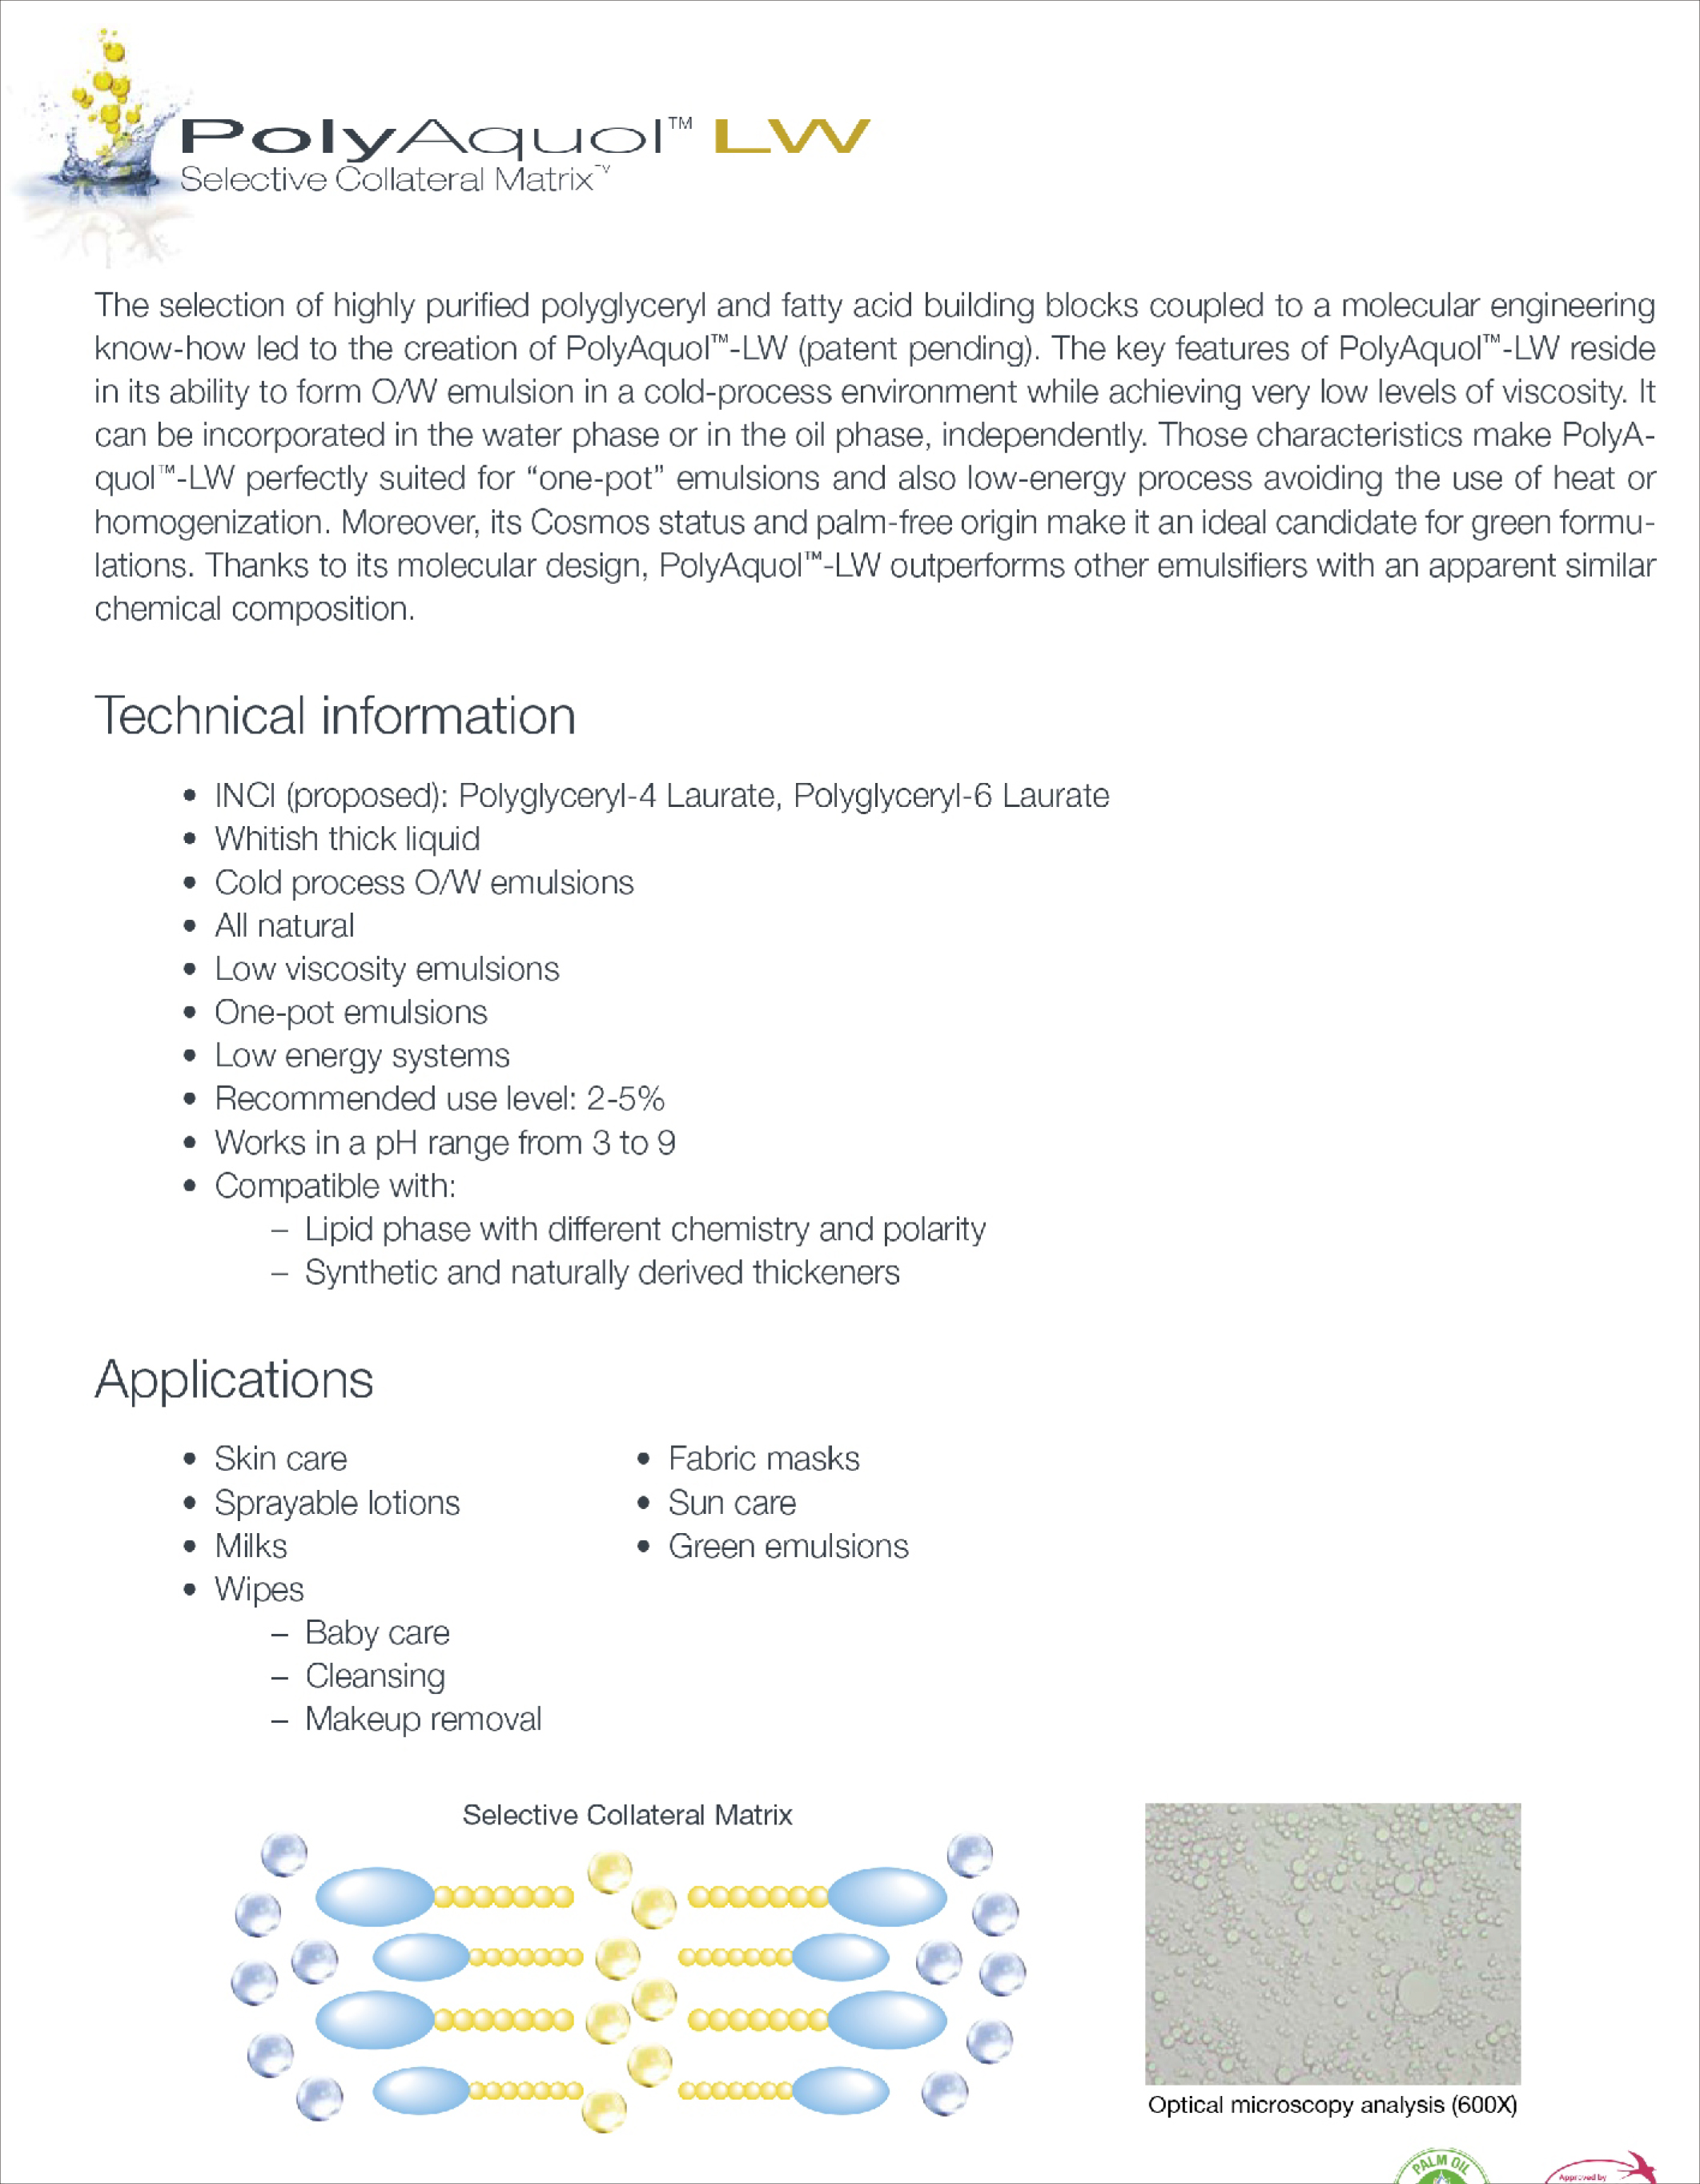 PolyAquol™ LW
Selective Collateral Matrix™
The selection of highly purified polyglyceryl and fatty acid building blocks coupled to a molecular engineering
know-how led to the creation of PolyAquol™-LW (patent pending). The key features of PolyAquol™-LW reside
in its ability to form O/W emulsion in a cold-process environment while achieving very low levels of viscosity. It
can be incorporated in the water phase or in the oil phase, independently. Those characteristics make PolyA-
quol™-LW perfectly suited for “one-pot” emulsions and also low-energy process avoiding the use of heat or
homogenization. Moreover, its Cosmos status and palm-free origin make it an ideal candidate for green formu-
lations. Thanks to its molecular design, PolyAquol™-LW outperforms other emulsifiers with an apparent similar
chemical composition.
Technical information
• INCI (proposed): Polyglyceryl-4 Laurate, Polyglyceryl-6 Laurate
• Whitish thick liquid
• Cold process O/W emulsions
• All natural
• Low viscosity emulsions
• One-pot emulsions
• Low energy systems
• Recommended use level: 2-5%
• Works in a pH range from 3 to 9
• Compatible with:
– Lipid phase with different chemistry and polarity
– Synthetic and naturally derived thickeners
Applications
• Skin care
• Sprayable lotions
• Milks
• Wipes
– Baby care
– Cleansing
– Makeup removal
• Fabric masks
• Sun care
• Green emulsions
Selective Collateral Matrix
Optical microscopy analysis (600X)
PALM OIL
Approved by